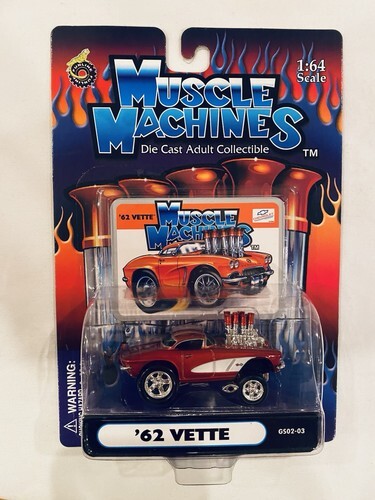 MUSCLE
MACHINES
TM
Die Cast Adult Collectible
1:64
Scale
'62 VETTE
MUSCLE
MACHINES
TM
WARNING:
'62 VETTE
GS02-03